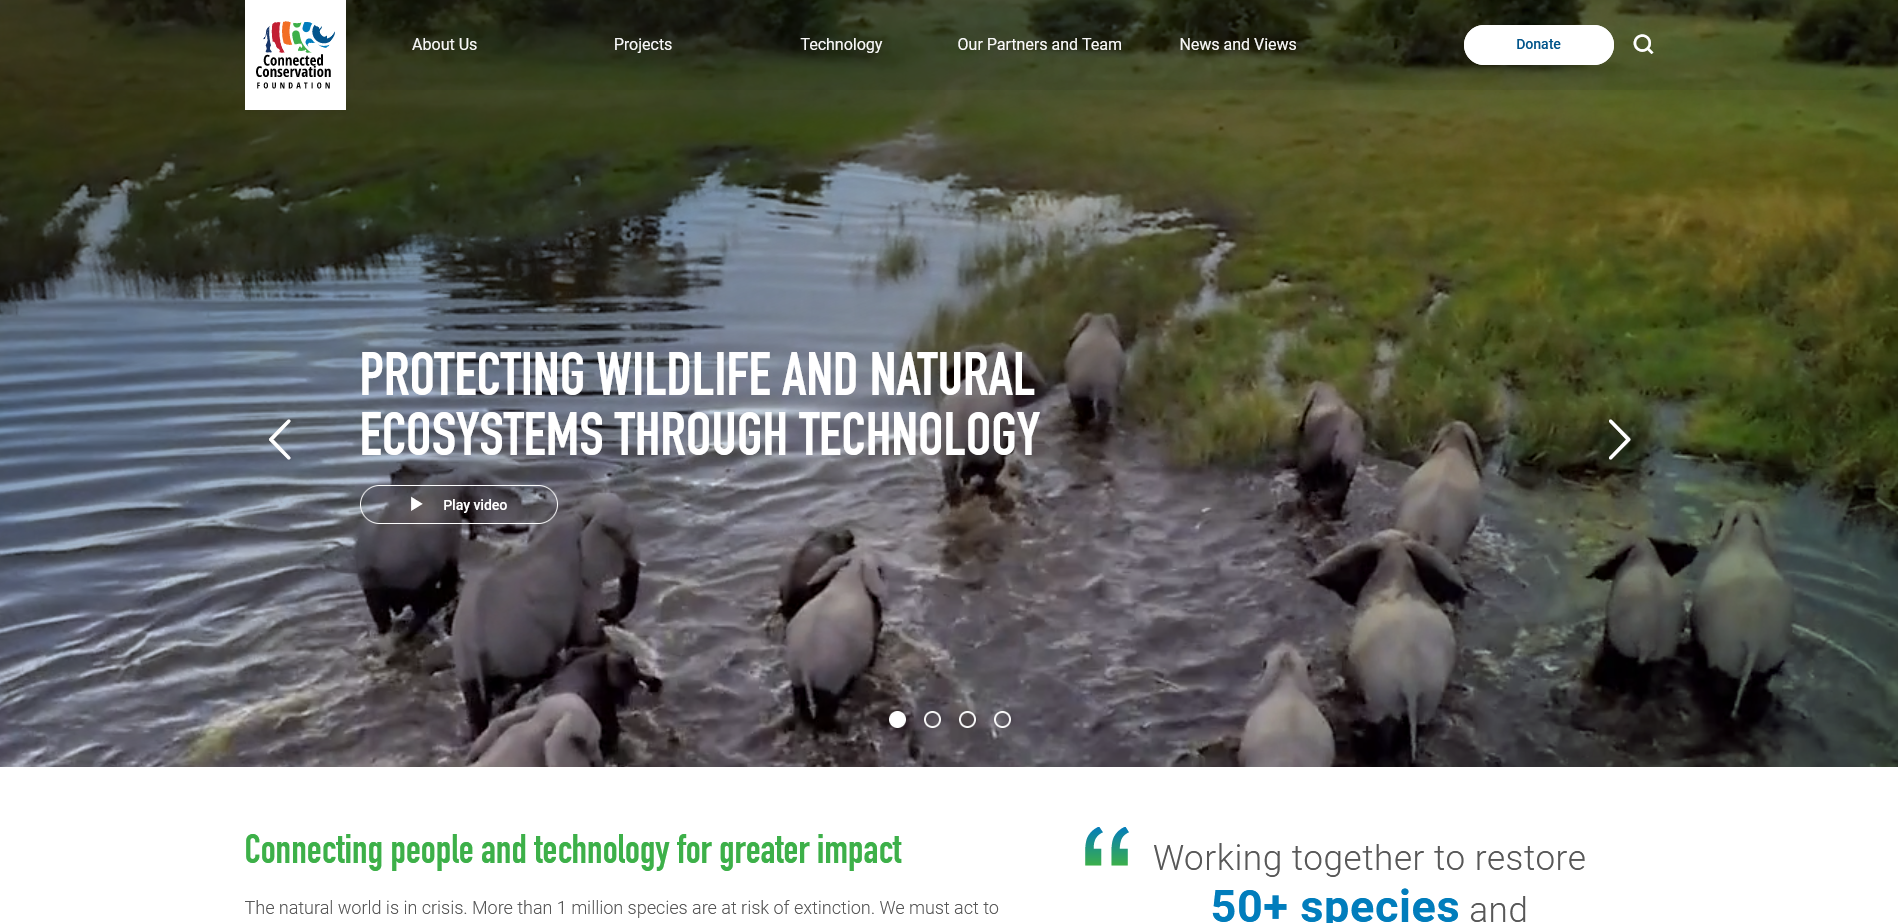 Connected
Conservation
FOUNDATION
About Us
Projects
Technology
Our Partners and Team
News and Views
Donate
PROTECTING WILDLIFE AND NATURAL
ECOSYSTEMS THROUGH TECHNOLOGY
Play video
Connecting people and technology for greater impact
The natural world is in crisis. More than 1 million species are at risk of extinction. We must act to
“ Working together to restore
50+ species and